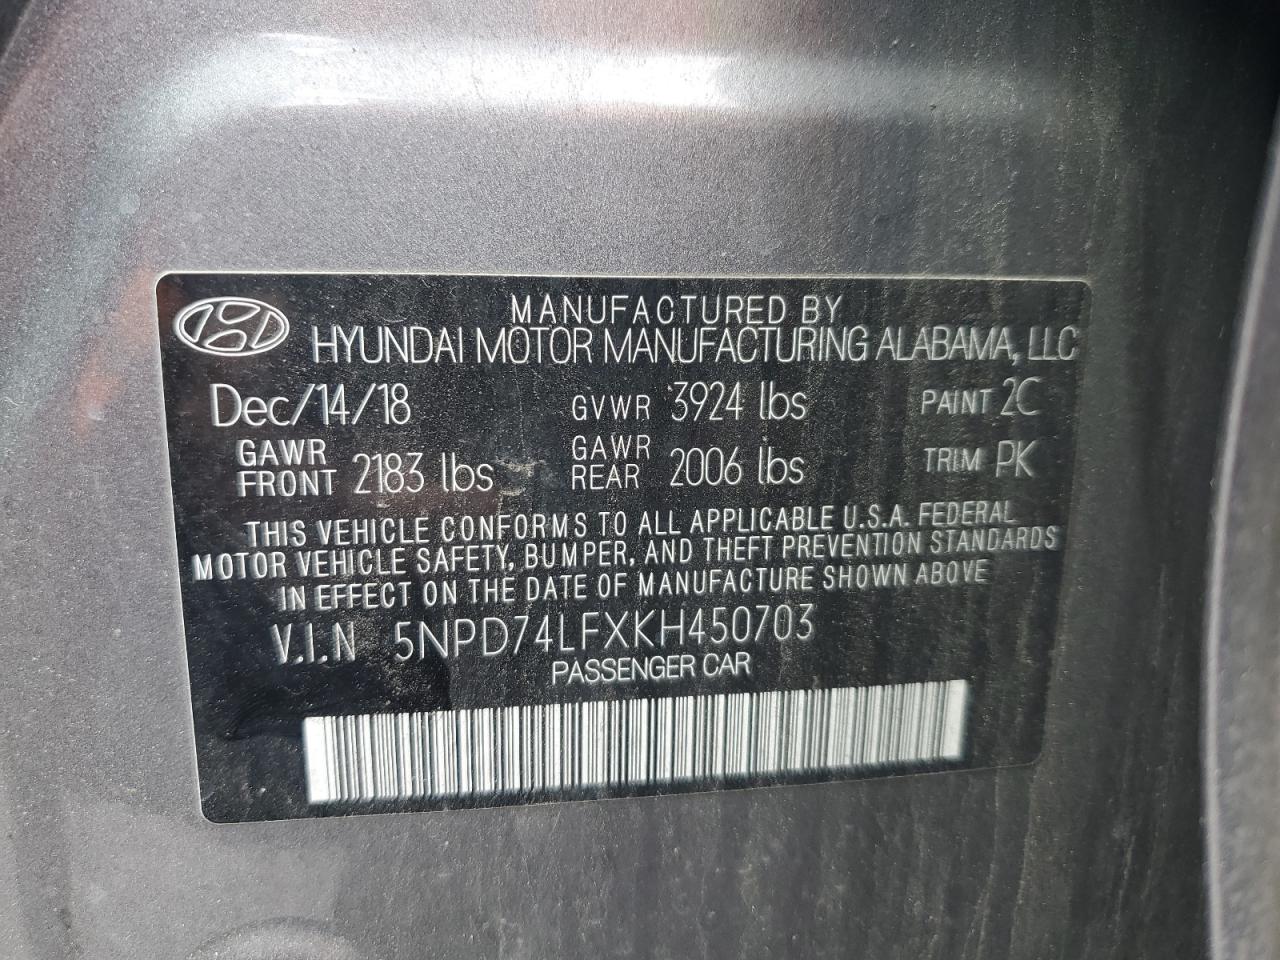 MANUFACTURED BY
HYUNDAI MOTOR MANUFACTURING ALABAMA, LLC
Dec/14/18 GVWR 3924 lbs PAINT 2C
GAWR FRONT 2183 lbs GAWR REAR 2006 lbs TRIM PK
THIS VEHICLE CONFORMS TO ALL APPLICABLE U.S.A. FEDERAL
MOTOR VEHICLE SAFETY, BUMPER, AND THEFT PREVENTION STANDARDS
IN EFFECT ON THE DATE OF MANUFACTURE SHOWN ABOVE
V.I.N 5NPD74LFXKH450703
PASSENGER CAR